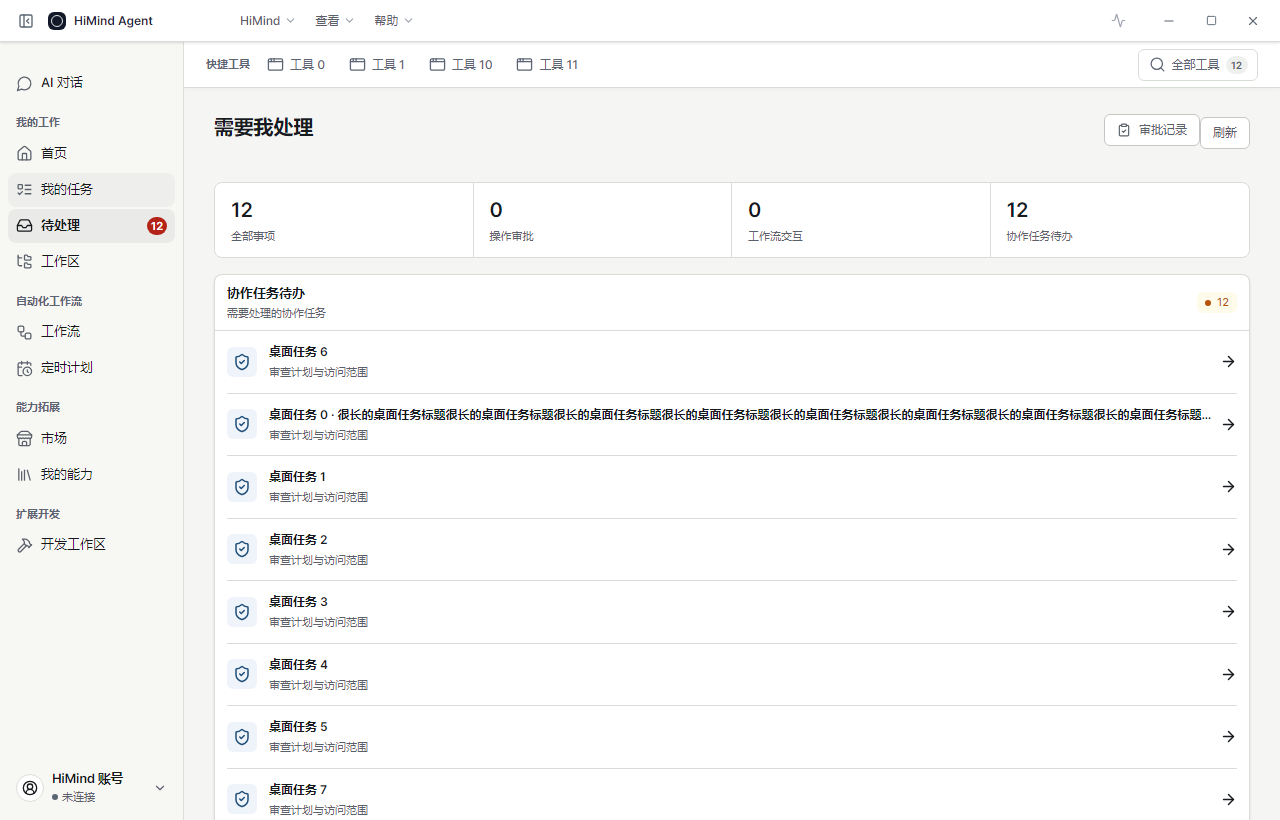 HiMind Agent
HiMind
查看
帮助
快捷工具
工具 0
工具 1
工具 10
工具 11
全部工具 12
AI 对话
我的工作
首页
我的任务
待处理 12
工作区
自动化工作流
工作流
定时计划
能力拓展
市场
我的能力
扩展开发
开发工作区
HiMind 账号
未连接
需要我处理
审批记录
刷新
12
全部事项
0
操作审批
0
工作流交互
12
协作任务待办
协作任务待办
需要处理的协作任务
12
桌面任务 6
审查计划与访问范围
桌面任务 0 · 很长的桌面任务标题很长的桌面任务标题很长的桌面任务标题很长的桌面任务标题很长的桌面任务标题很长的桌面任务标题很长的桌面任务标题很长的桌面任务标题...
审查计划与访问范围
桌面任务 1
审查计划与访问范围
桌面任务 2
审查计划与访问范围
桌面任务 3
审查计划与访问范围
桌面任务 4
审查计划与访问范围
桌面任务 5
审查计划与访问范围
桌面任务 7
审查计划与访问范围